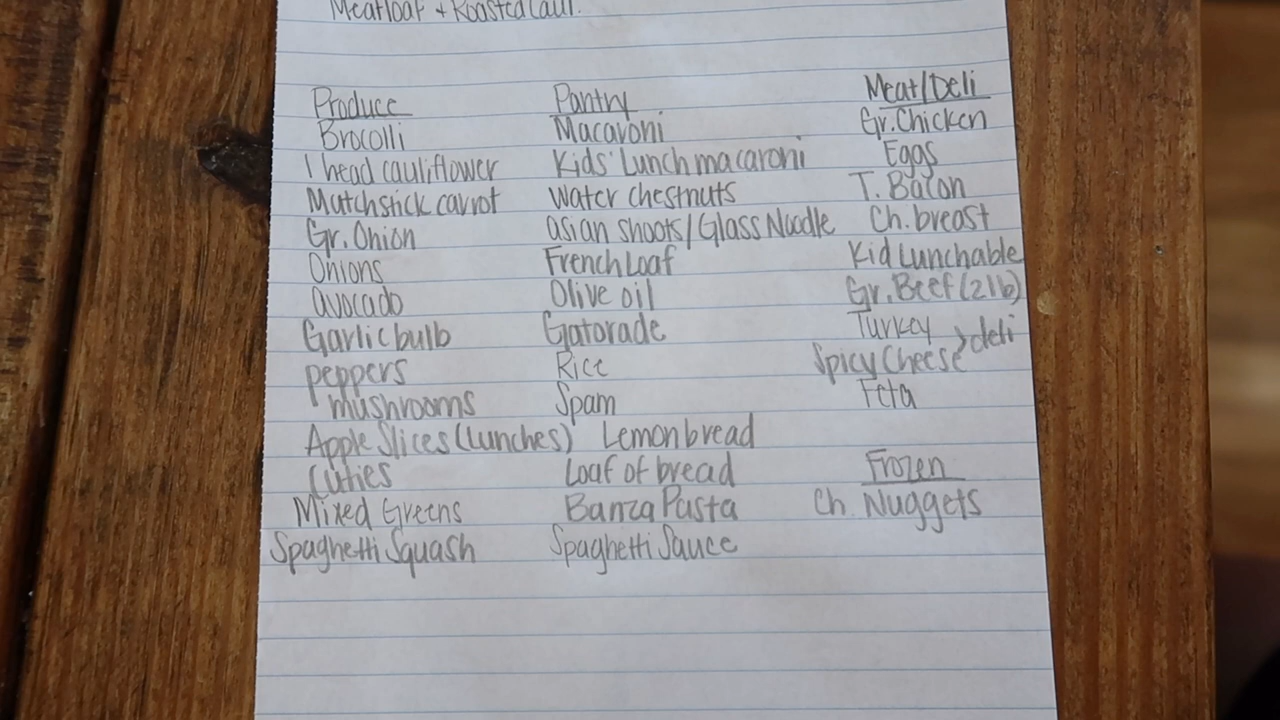 Meatloaf + Roasted Caul.
Produce
Brocolli
1 head cauliflower
Matchstick carrot
Gr. Onion
Onions
avocado
Garlic bulb
peppers
mushrooms
Apple Slices (lunches)
Cuties
Mixed Greens
Spaghetti Squash
Pantry
Macaroni
Kids' Lunch macaroni
Water chestnuts
asian shoots/Glass Noodle
French Loaf
Olive oil
Gatorade
Rice
Spam
Lemon bread
Loaf of bread
Banza Pasta
Spaghetti Sauce
Meat/Deli
Gr. Chicken
Eggs
T. Bacon
Ch. breast
Kid Lunchable
Gr. Beef (2lb)
Turkey
Spicy Cheese > deli
Feta
Frozen
Ch. Nuggets